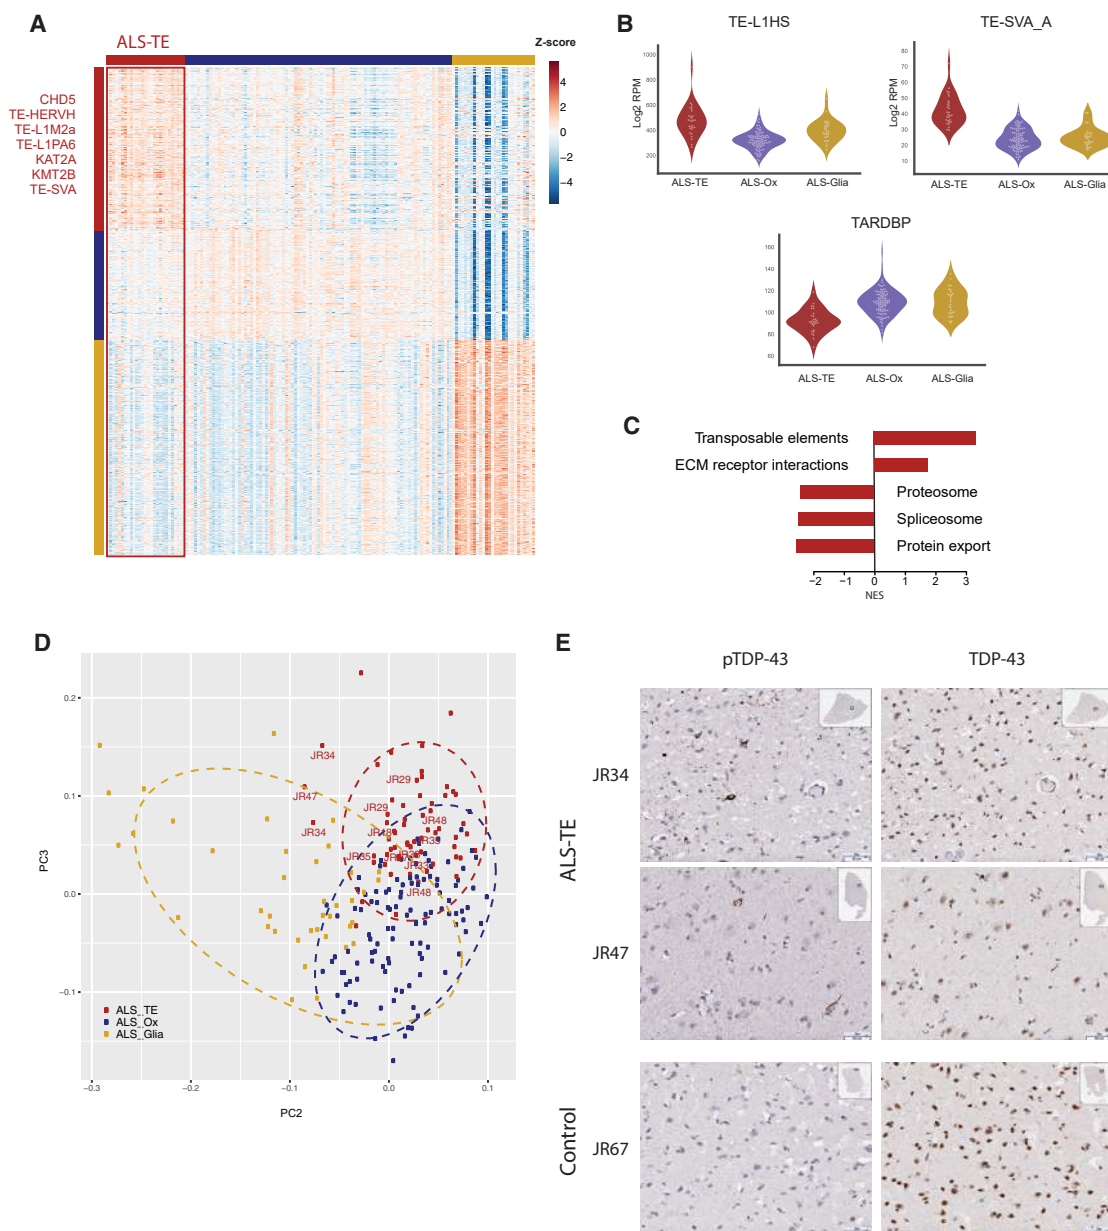 A
ALS-TE
Z-score
4
2
0
−2
−4
CHD5
TE-HERVH
TE-L1M2a
TE-L1PA6
KAT2A
KMT2B
TE-SVA
B
TE-L1HS
Log2 RPM
1000
800
600
400
200
ALS-TE ALS-Ox ALS-Glia
TE-SVA_A
Log2 RPM
80
70
60
50
40
30
20
10
ALS-TE ALS-Ox ALS-Glia
TARDBP
160
140
120
100
80
60
ALS-TE ALS-Ox ALS-Glia
C
Transposable elements
ECM receptor interactions
Proteosome
Spliceosome
Protein export
−2 −1 0 1 2 3
NES
D
PC3
0.2
0.1
0.0
−0.1
JR34
JR29
JR47
JR29
JR48
JR34
JR48
JR35
JR48
ALS_TE
ALS_Ox
ALS_Glia
−0.3 −0.2 −0.1 0.0 0.1
PC2
E
pTDP-43 TDP-43
ALS-TE
JR34
JR47
Control
JR67